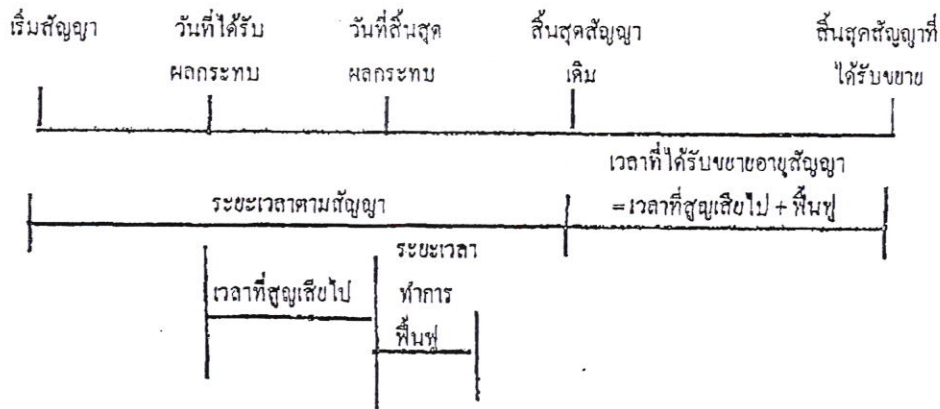 เริ่มสัญญา วันที่ได้รับ วันที่สิ้นสุด สิ้นสุดสัญญา สิ้นสุดสัญญาที่
ผลกระทบ ผลกระทบ เดิม ได้รับขยาย
เวลาที่ได้รับขยายอายุสัญญา
ระยะเวลาตามสัญญา =เวลาที่สูญเสียไป + ฟื้นฟู
ระยะเวลา
เวลาที่สูญเสียไป ทำการ
ฟื้นฟู